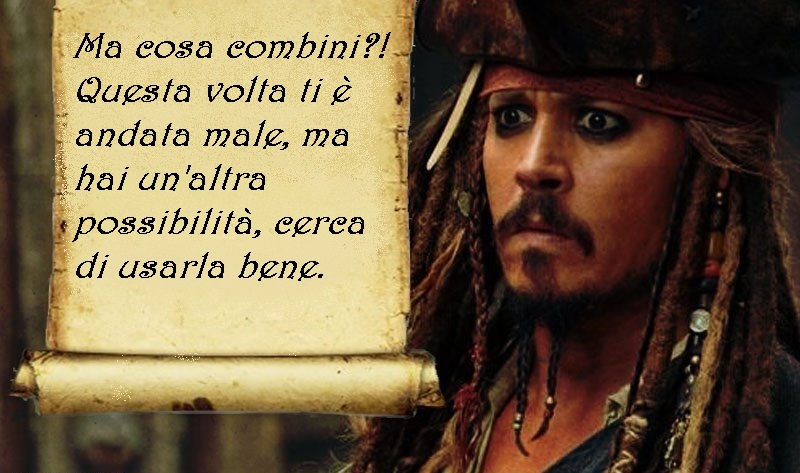 Ma cosa combini?!
Questa volta ti è
andata male, ma
hai un'altra
possibilità, cerca
di usarla bene.